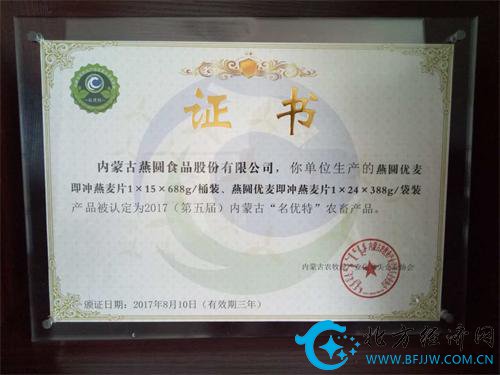 证 书
内蒙古燕圆食品股份有限公司，你单位生产的燕圆优麦
即冲燕麦片1×15×688g/桶装、燕圆优麦即冲燕麦片1×24×388g/袋装
产品被认定为2017（第五届）内蒙古“名优特”农畜产品。
颁证日期：2017年8月10日（有效期三年）
北方经济网
WWW.BFJJW.COM.CN